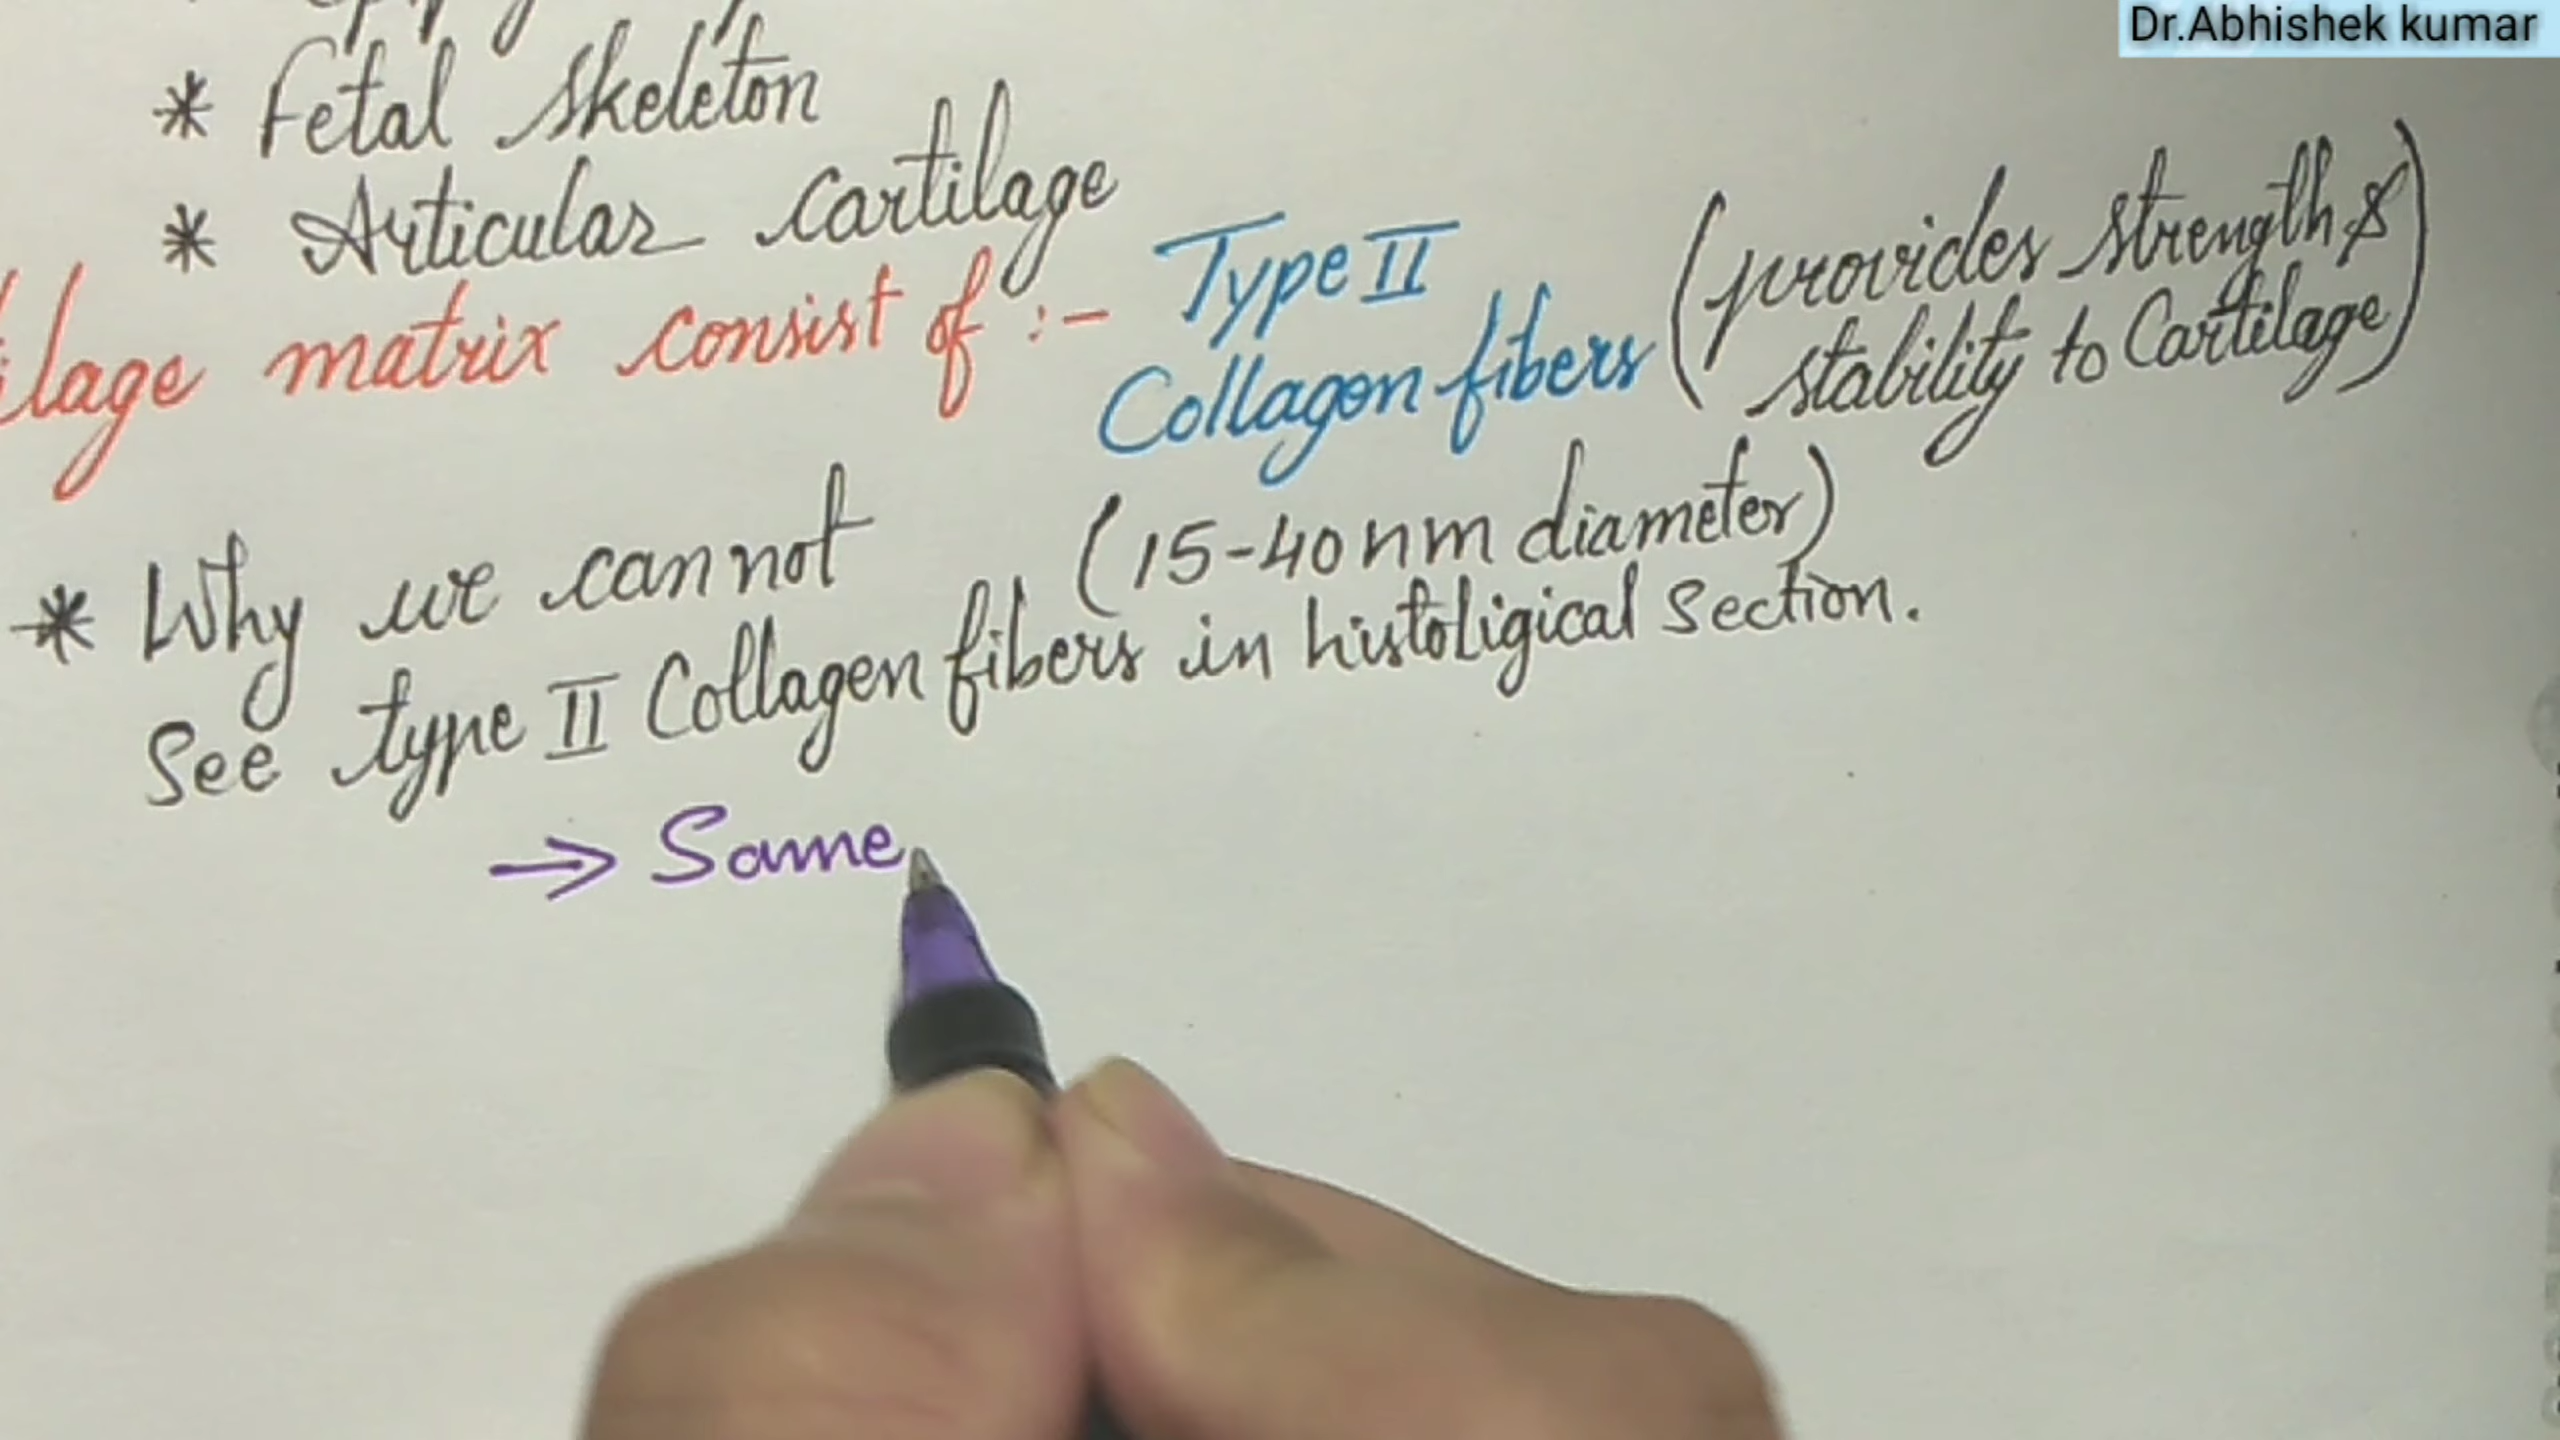 Dr.Abhishek kumar
* Fetal skeleton
* Articular cartilage
lage matrix consist of :- Type II
Collagen fibers (provides strength &
stability to Cartilage)
* Why we cannot (15-40nm diameter)
See type II Collagen fibers in histoligical Section.
→ Same